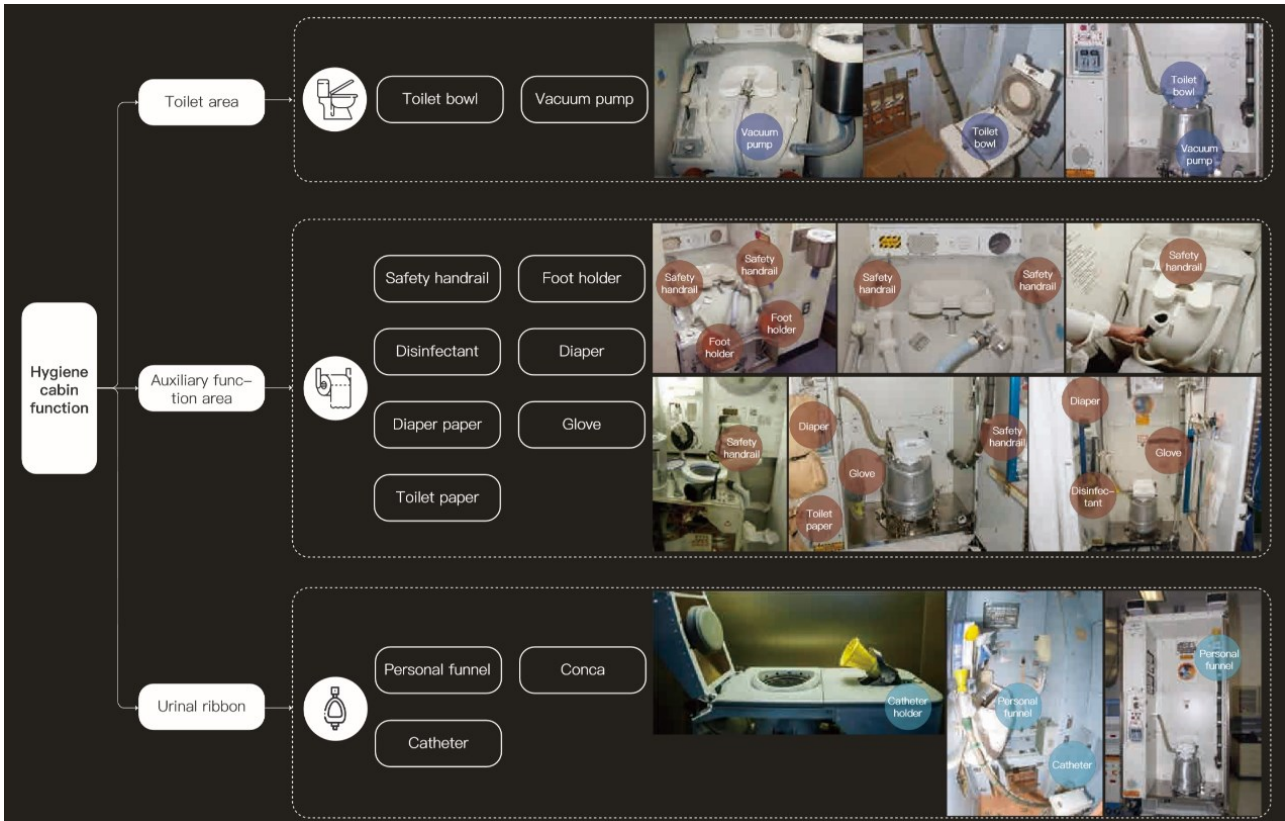 Hygiene
cabin
function
Toilet area
Toilet bowl
Vacuum pump
Vacuum
pump
Toilet
bowl
Toilet
bowl
Vacuum
pump
Auxiliary func-
tion area
Safety handrail
Foot holder
Disinfectant
Diaper
Diaper paper
Glove
Toilet paper
Safety
handrail
Safety
handrail
Foot
holder
Foot
holder
Safety
handrail
Safety
handrail
Safety
handrail
Safety
handrail
Diaper
Glove
Toilet
paper
Safety
handrail
Diaper
Glove
Disinfec-
tant
Urinal ribbon
Personal funnel
Conca
Catheter
Catheter
holder
Personal
funnel
Catheter
Personal
funnel